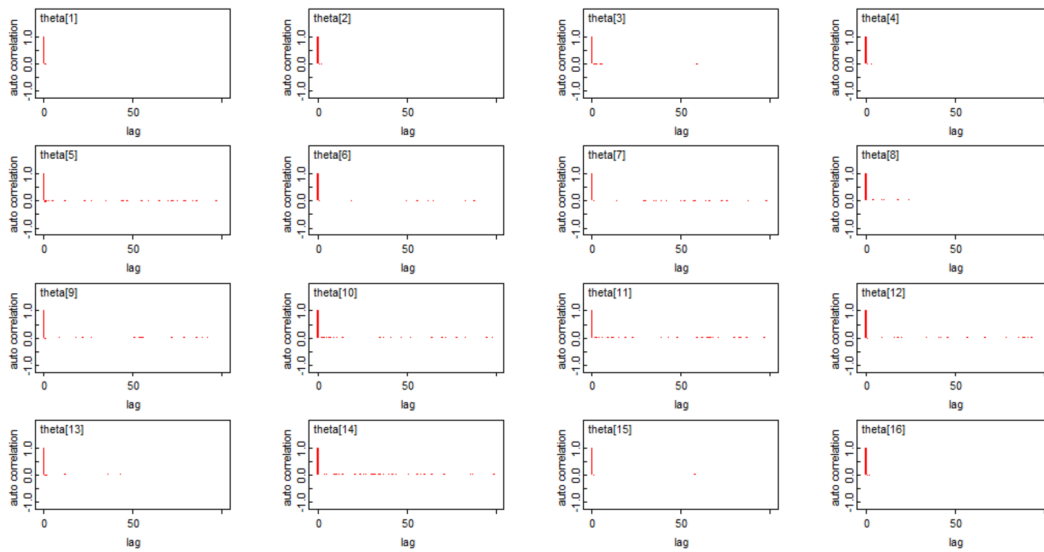 theta[1]
auto correlation
-1.0 0.0 1.0
0 50
lag
theta[2]
auto correlation
-1.0 0.0 1.0
0 50
lag
theta[3]
auto correlation
-1.0 0.0 1.0
0 50
lag
theta[4]
auto correlation
-1.0 0.0 1.0
0 50
lag
theta[5]
auto correlation
-1.0 0.0 1.0
0 50
lag
theta[6]
auto correlation
-1.0 0.0 1.0
0 50
lag
theta[7]
auto correlation
-1.0 0.0 1.0
0 50
lag
theta[8]
auto correlation
-1.0 0.0 1.0
0 50
lag
theta[9]
auto correlation
-1.0 0.0 1.0
0 50
lag
theta[10]
auto correlation
-1.0 0.0 1.0
0 50
lag
theta[11]
auto correlation
-1.0 0.0 1.0
0 50
lag
theta[12]
auto correlation
-1.0 0.0 1.0
0 50
lag
theta[13]
auto correlation
-1.0 0.0 1.0
0 50
lag
theta[14]
auto correlation
-1.0 0.0 1.0
0 50
lag
theta[15]
auto correlation
-1.0 0.0 1.0
0 50
lag
theta[16]
auto correlation
-1.0 0.0 1.0
0 50
lag